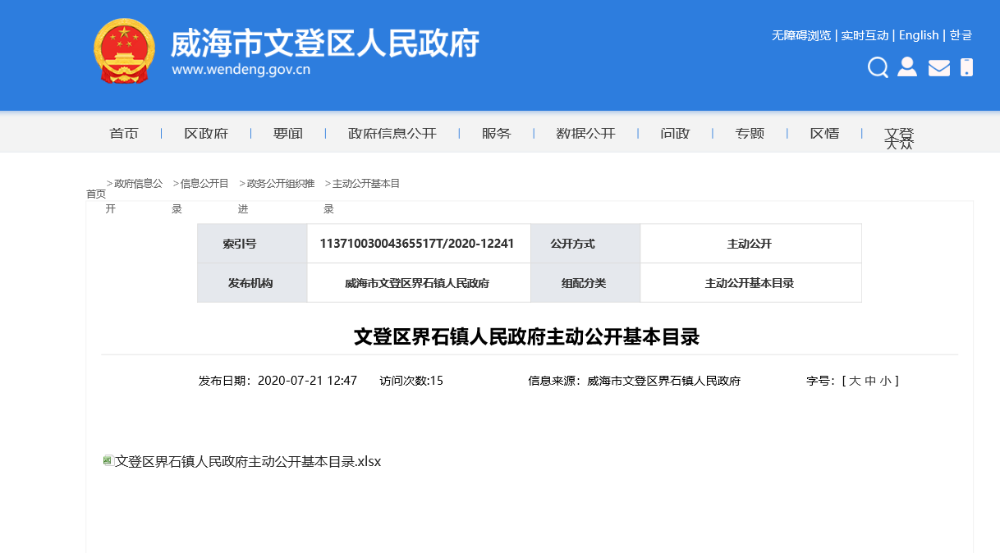 威海市文登区人民政府
www.wendeng.gov.cn
无障碍浏览 | 实时互动 | English | 한글
首页 | 区政府 | 要闻 | 政府信息公开 | 服务 | 数据公开 | 问政 | 专题 | 区情 | 文登
大众
首页 > 政府信息公开 > 信息公开目录 > 政务公开组织推进 > 主动公开基本目录
索引号 11371003004365517T/2020-12241 公开方式 主动公开
发布机构 威海市文登区界石镇人民政府 组配分类 主动公开基本目录
文登区界石镇人民政府主动公开基本目录
发布日期：2020-07-21 12:47 访问次数:15 信息来源：威海市文登区界石镇人民政府 字号：[ 大 中 小 ]
文登区界石镇人民政府主动公开基本目录.xlsx